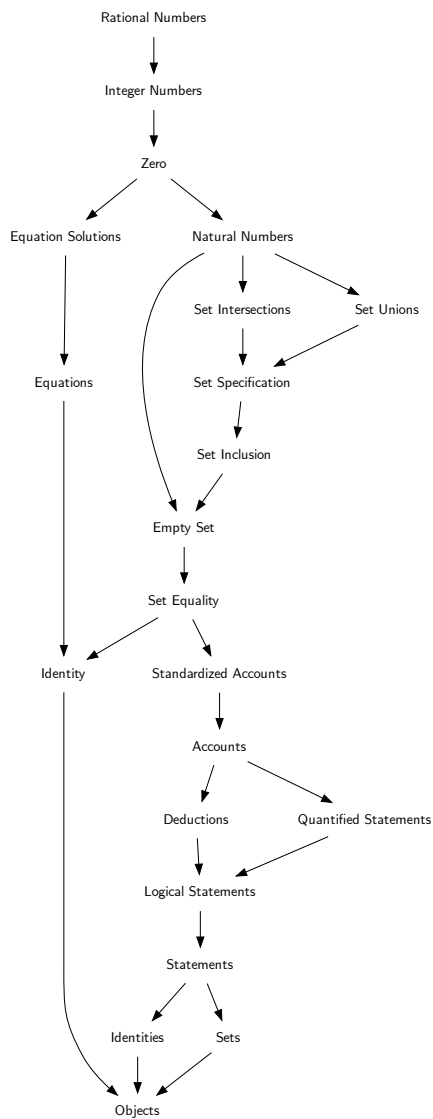 Rational Numbers
Integer Numbers
Zero
Equation Solutions
Natural Numbers
Set Intersections
Set Unions
Equations
Set Specification
Set Inclusion
Empty Set
Set Equality
Identity
Standardized Accounts
Accounts
Deductions
Quantified Statements
Logical Statements
Statements
Identities
Sets
Objects